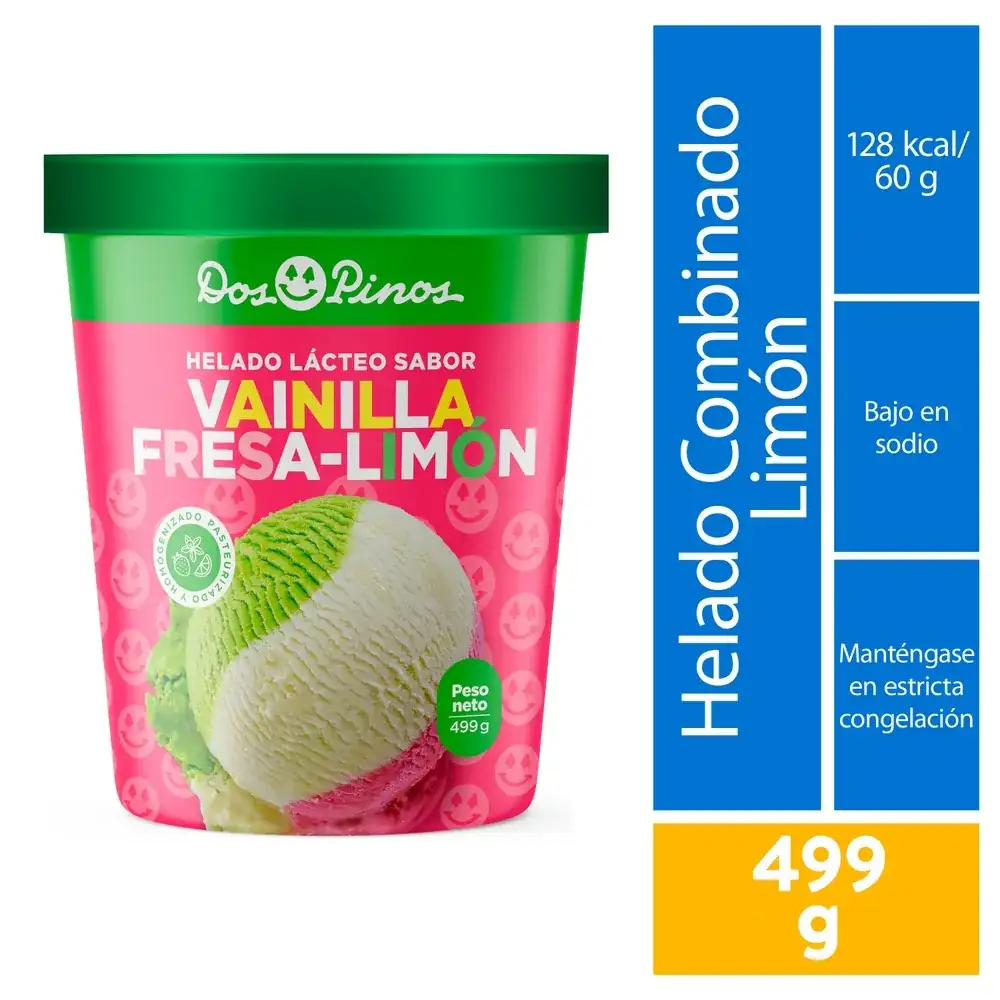 Dos Pinos
HELADO LÁCTEO SABOR
VAINILLA
FRESA-LIMÓN
HOMOGENIZADO PASTEURIZADO Y
Peso
neto
499 g
Helado Combinado
Limón
128 kcal/
60 g
Bajo en
sodio
Manténgase
en estricta
congelación
499
g